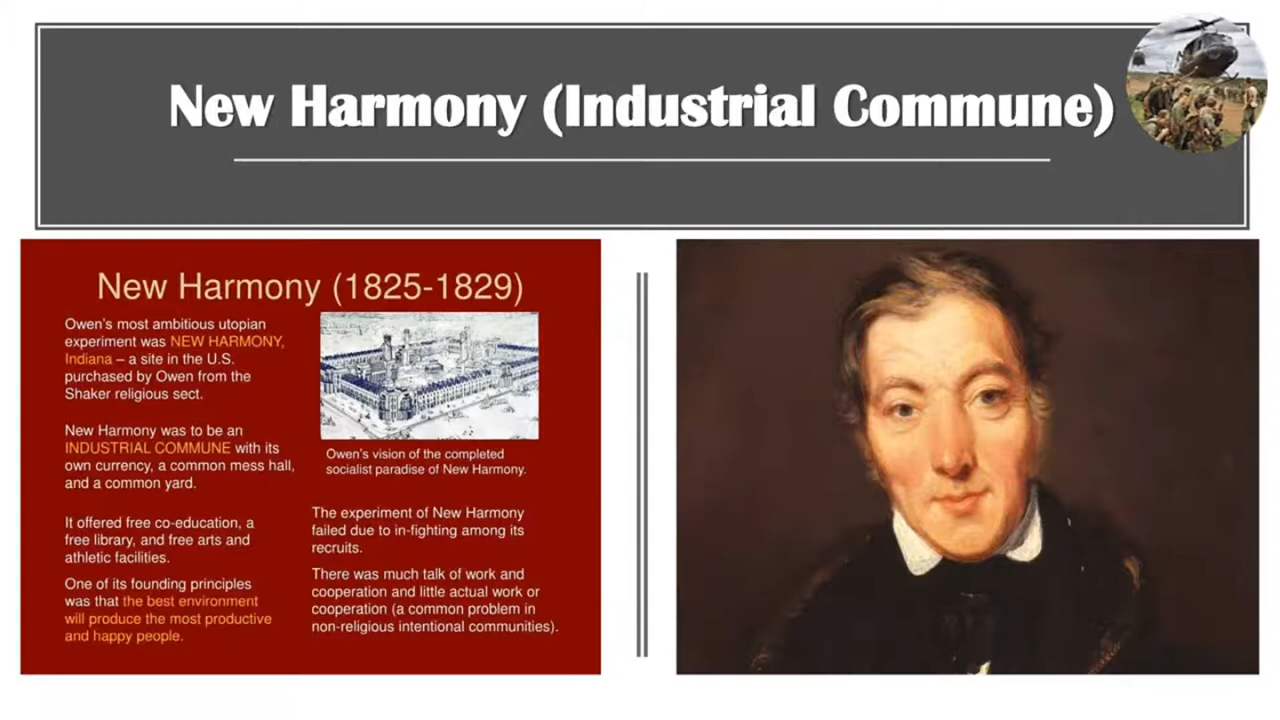 New Harmony (Industrial Commune)
New Harmony (1825-1829)
Owen's most ambitious utopian
experiment was NEW HARMONY,
Indiana – a site in the U.S.
purchased by Owen from the
Shaker religious sect.
New Harmony was to be an
INDUSTRIAL COMMUNE with its
own currency, a common mess hall,
and a common yard.
It offered free co-education, a
free library, and free arts and
athletic facilities.
One of its founding principles
was that the best environment
will produce the most productive
and happy people.
Owen's vision of the completed
socialist paradise of New Harmony.
The experiment of New Harmony
failed due to in-fighting among its
recruits.
There was much talk of work and
cooperation and little actual work or
cooperation (a common problem in
non-religious intentional communities).